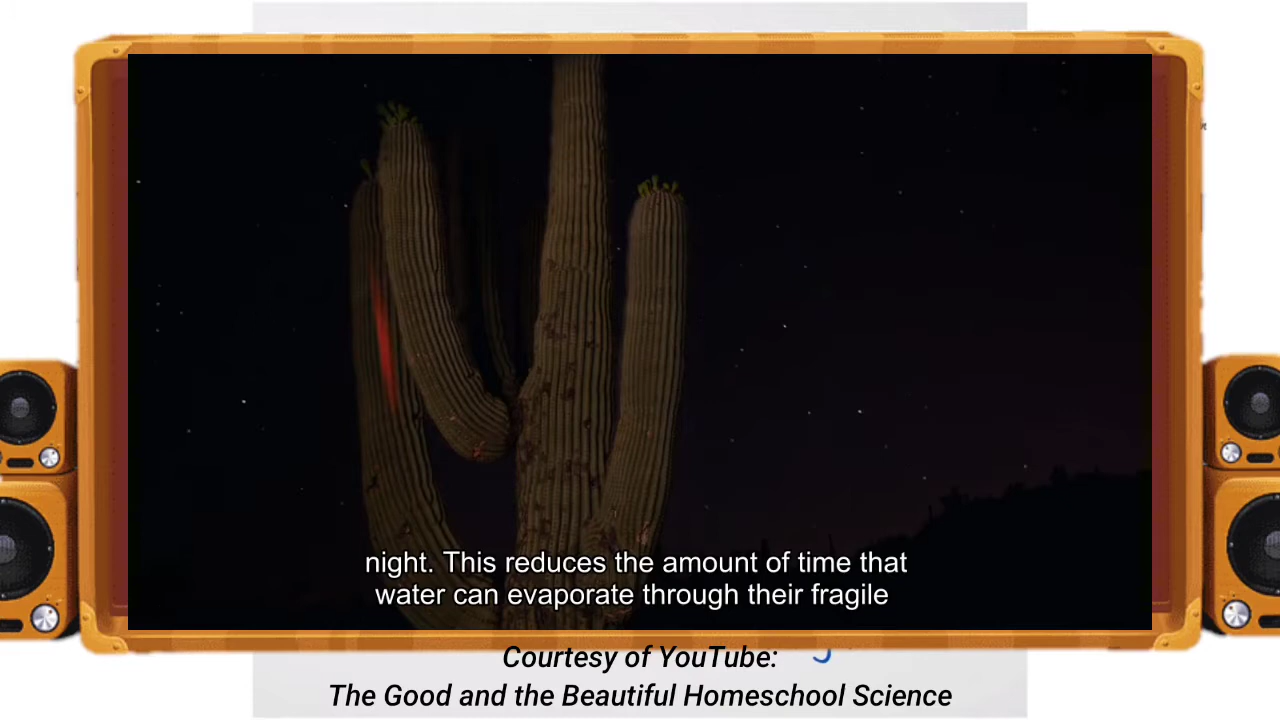 night. This reduces the amount of time that
water can evaporate through their fragile
Courtesy of YouTube:
The Good and the Beautiful Homeschool Science